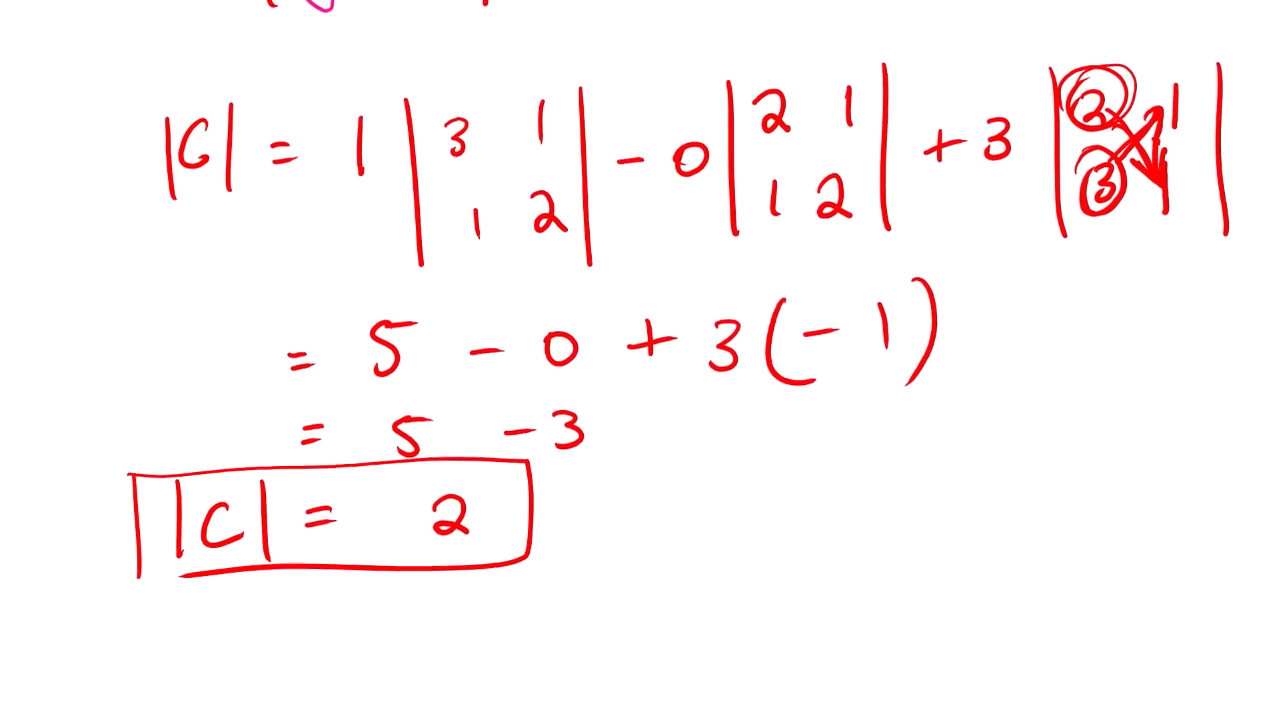 |C| = 1 | 3 1 | - 0 | 2 1 | + 3 | 2 1 |
| 1 2 | | 1 2 | | 3 1 |
= 5 - 0 + 3 ( - 1 )
= 5 - 3
|C| = 2